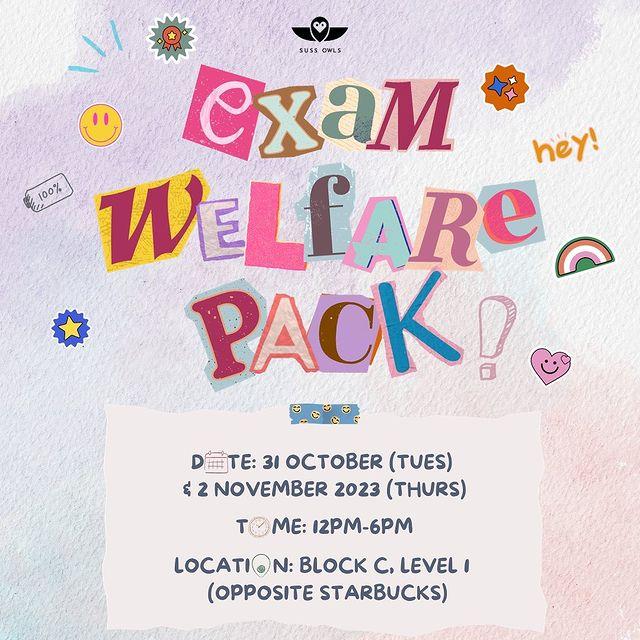 SUSS OWLS
exAM
hey!
100%
WELfARe
PACK!
DATE: 31 OCTOBER (TUES)
& 2 NOVEMBER 2023 (THURS)
TIME: 12PM-6PM
LOCATION: BLOCK C, LEVEL 1
(OPPOSITE STARBUCKS)